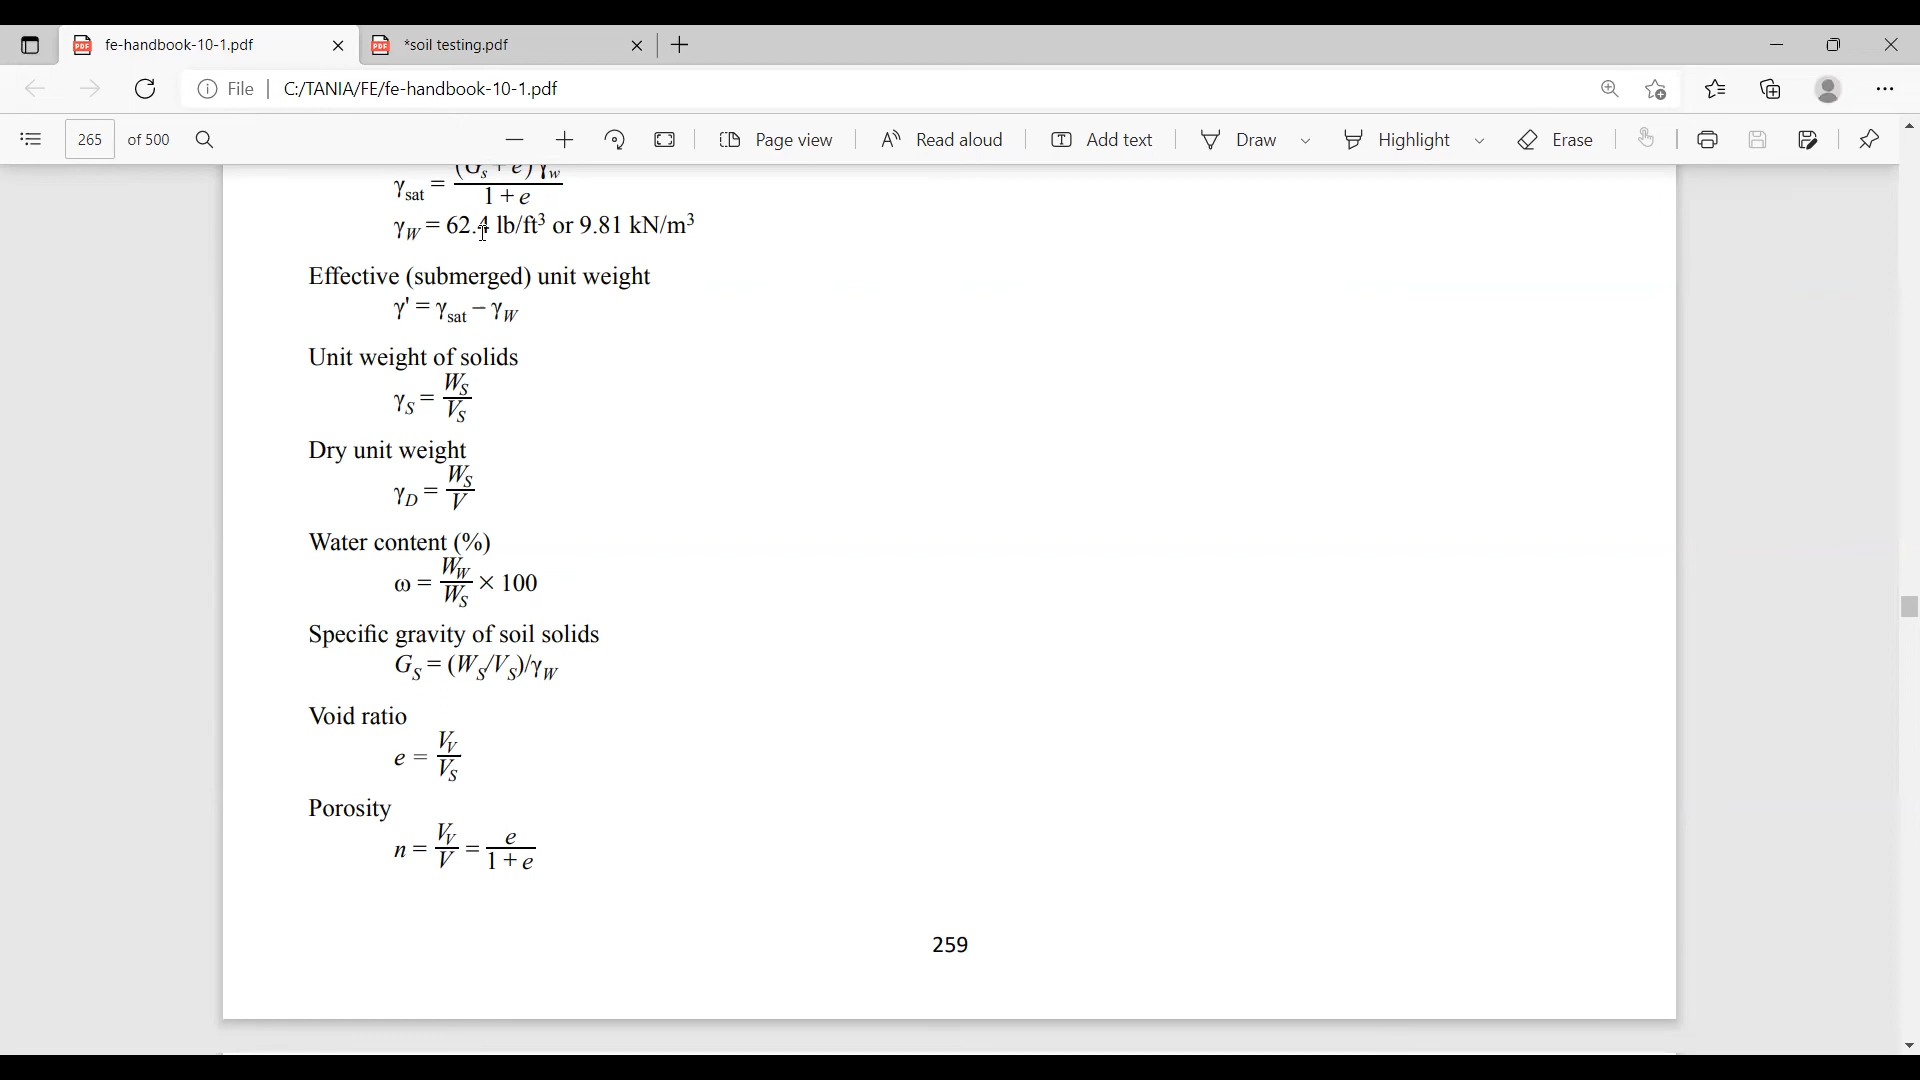 fe-handbook-10-1.pdf
*soil testing.pdf
File | C:/TANIA/FE/fe-handbook-10-1.pdf
265 of 500
Page view
Read aloud
Add text
Draw
Highlight
Erase
γsat = (Gs + e) γw / 1 + e
γW = 62.4 lb/ft³ or 9.81 kN/m³
Effective (submerged) unit weight
γ' = γsat − γW
Unit weight of solids
γS = WS / VS
Dry unit weight
γD = WS / V
Water content (%)
ω = WW / WS × 100
Specific gravity of soil solids
GS = (WS/VS)/γW
Void ratio
e = VV / VS
Porosity
n = VV / V = e / 1 + e
259